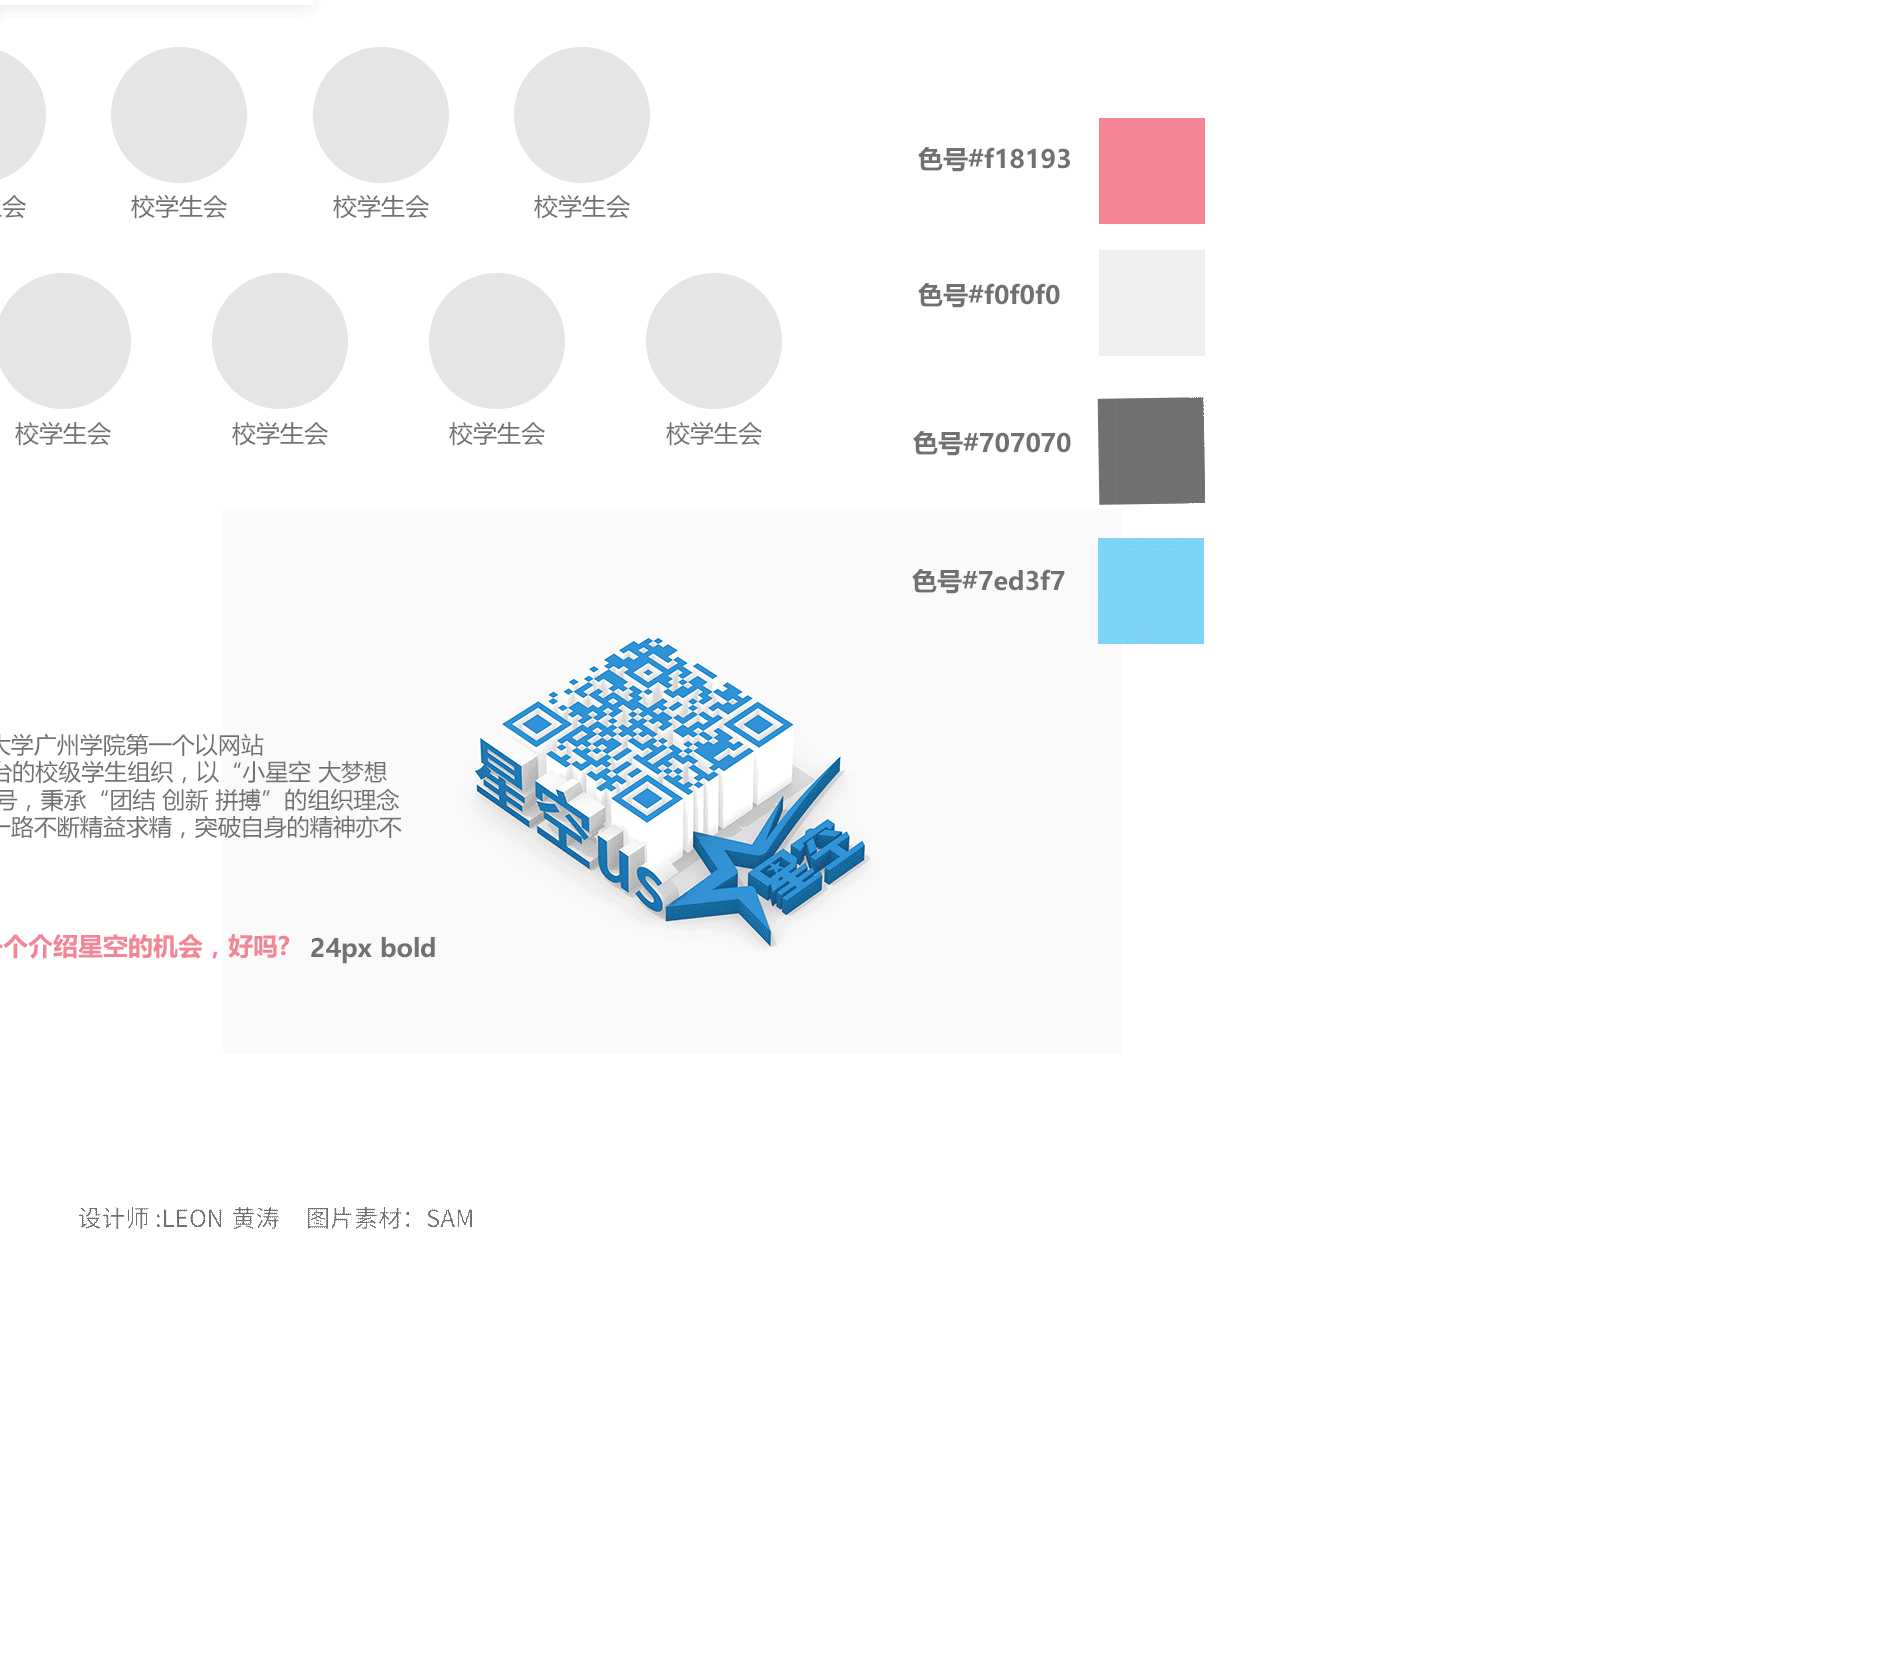 生会 校学生会 校学生会 校学生会
色号#f18193
色号#f0f0f0
校学生会 校学生会 校学生会 校学生会
色号#707070
色号#7ed3f7
大学广州学院第一个以网站
台的校级学生组织，以“小星空 大梦想
号，秉承“团结 创新 拼搏”的组织理念
一路不断精益求精，突破自身的精神亦不
星空us
星空
一个介绍星空的机会，好吗?
24px bold
设计师 :LEON 黄涛 图片素材：SAM